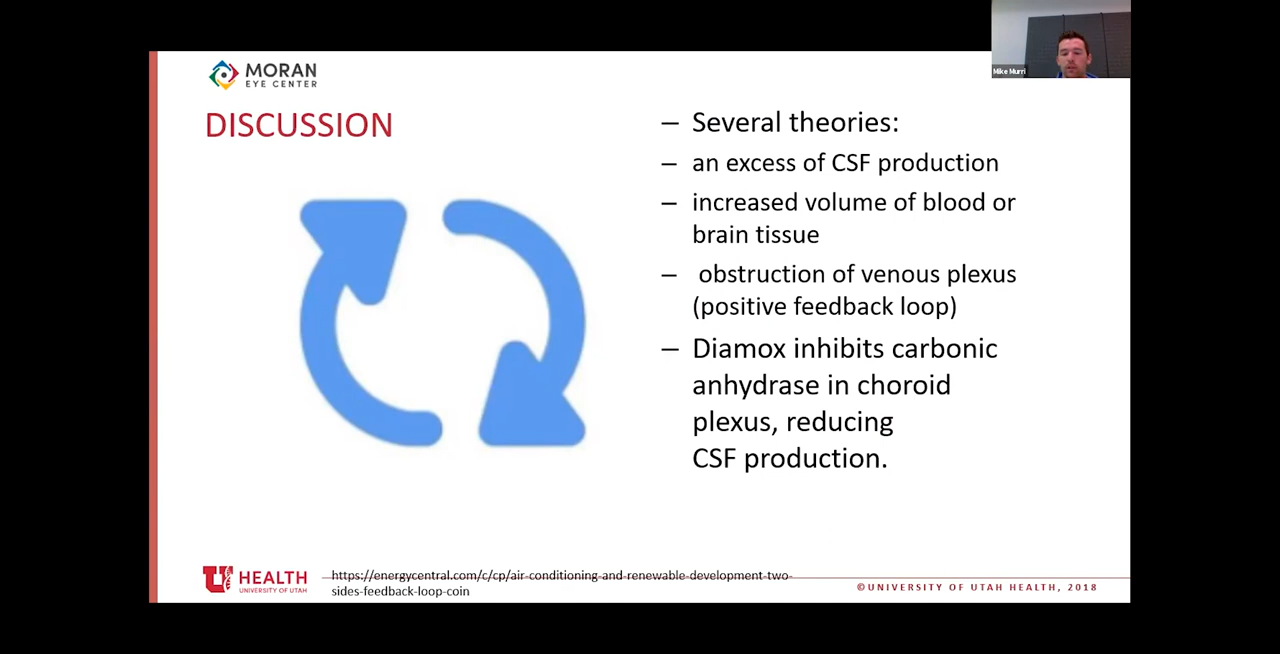 MORAN
EYE CENTER
Mike Murri
DISCUSSION
— Several theories:
— an excess of CSF production
— increased volume of blood or
brain tissue
— obstruction of venous plexus
(positive feedback loop)
— Diamox inhibits carbonic
anhydrase in choroid
plexus, reducing
CSF production.
U HEALTH
UNIVERSITY OF UTAH
https://energycentral.com/c/cp/air-conditioning-and-renewable-development-two-
sides-feedback-loop-coin
©UNIVERSITY OF UTAH HEALTH, 2018